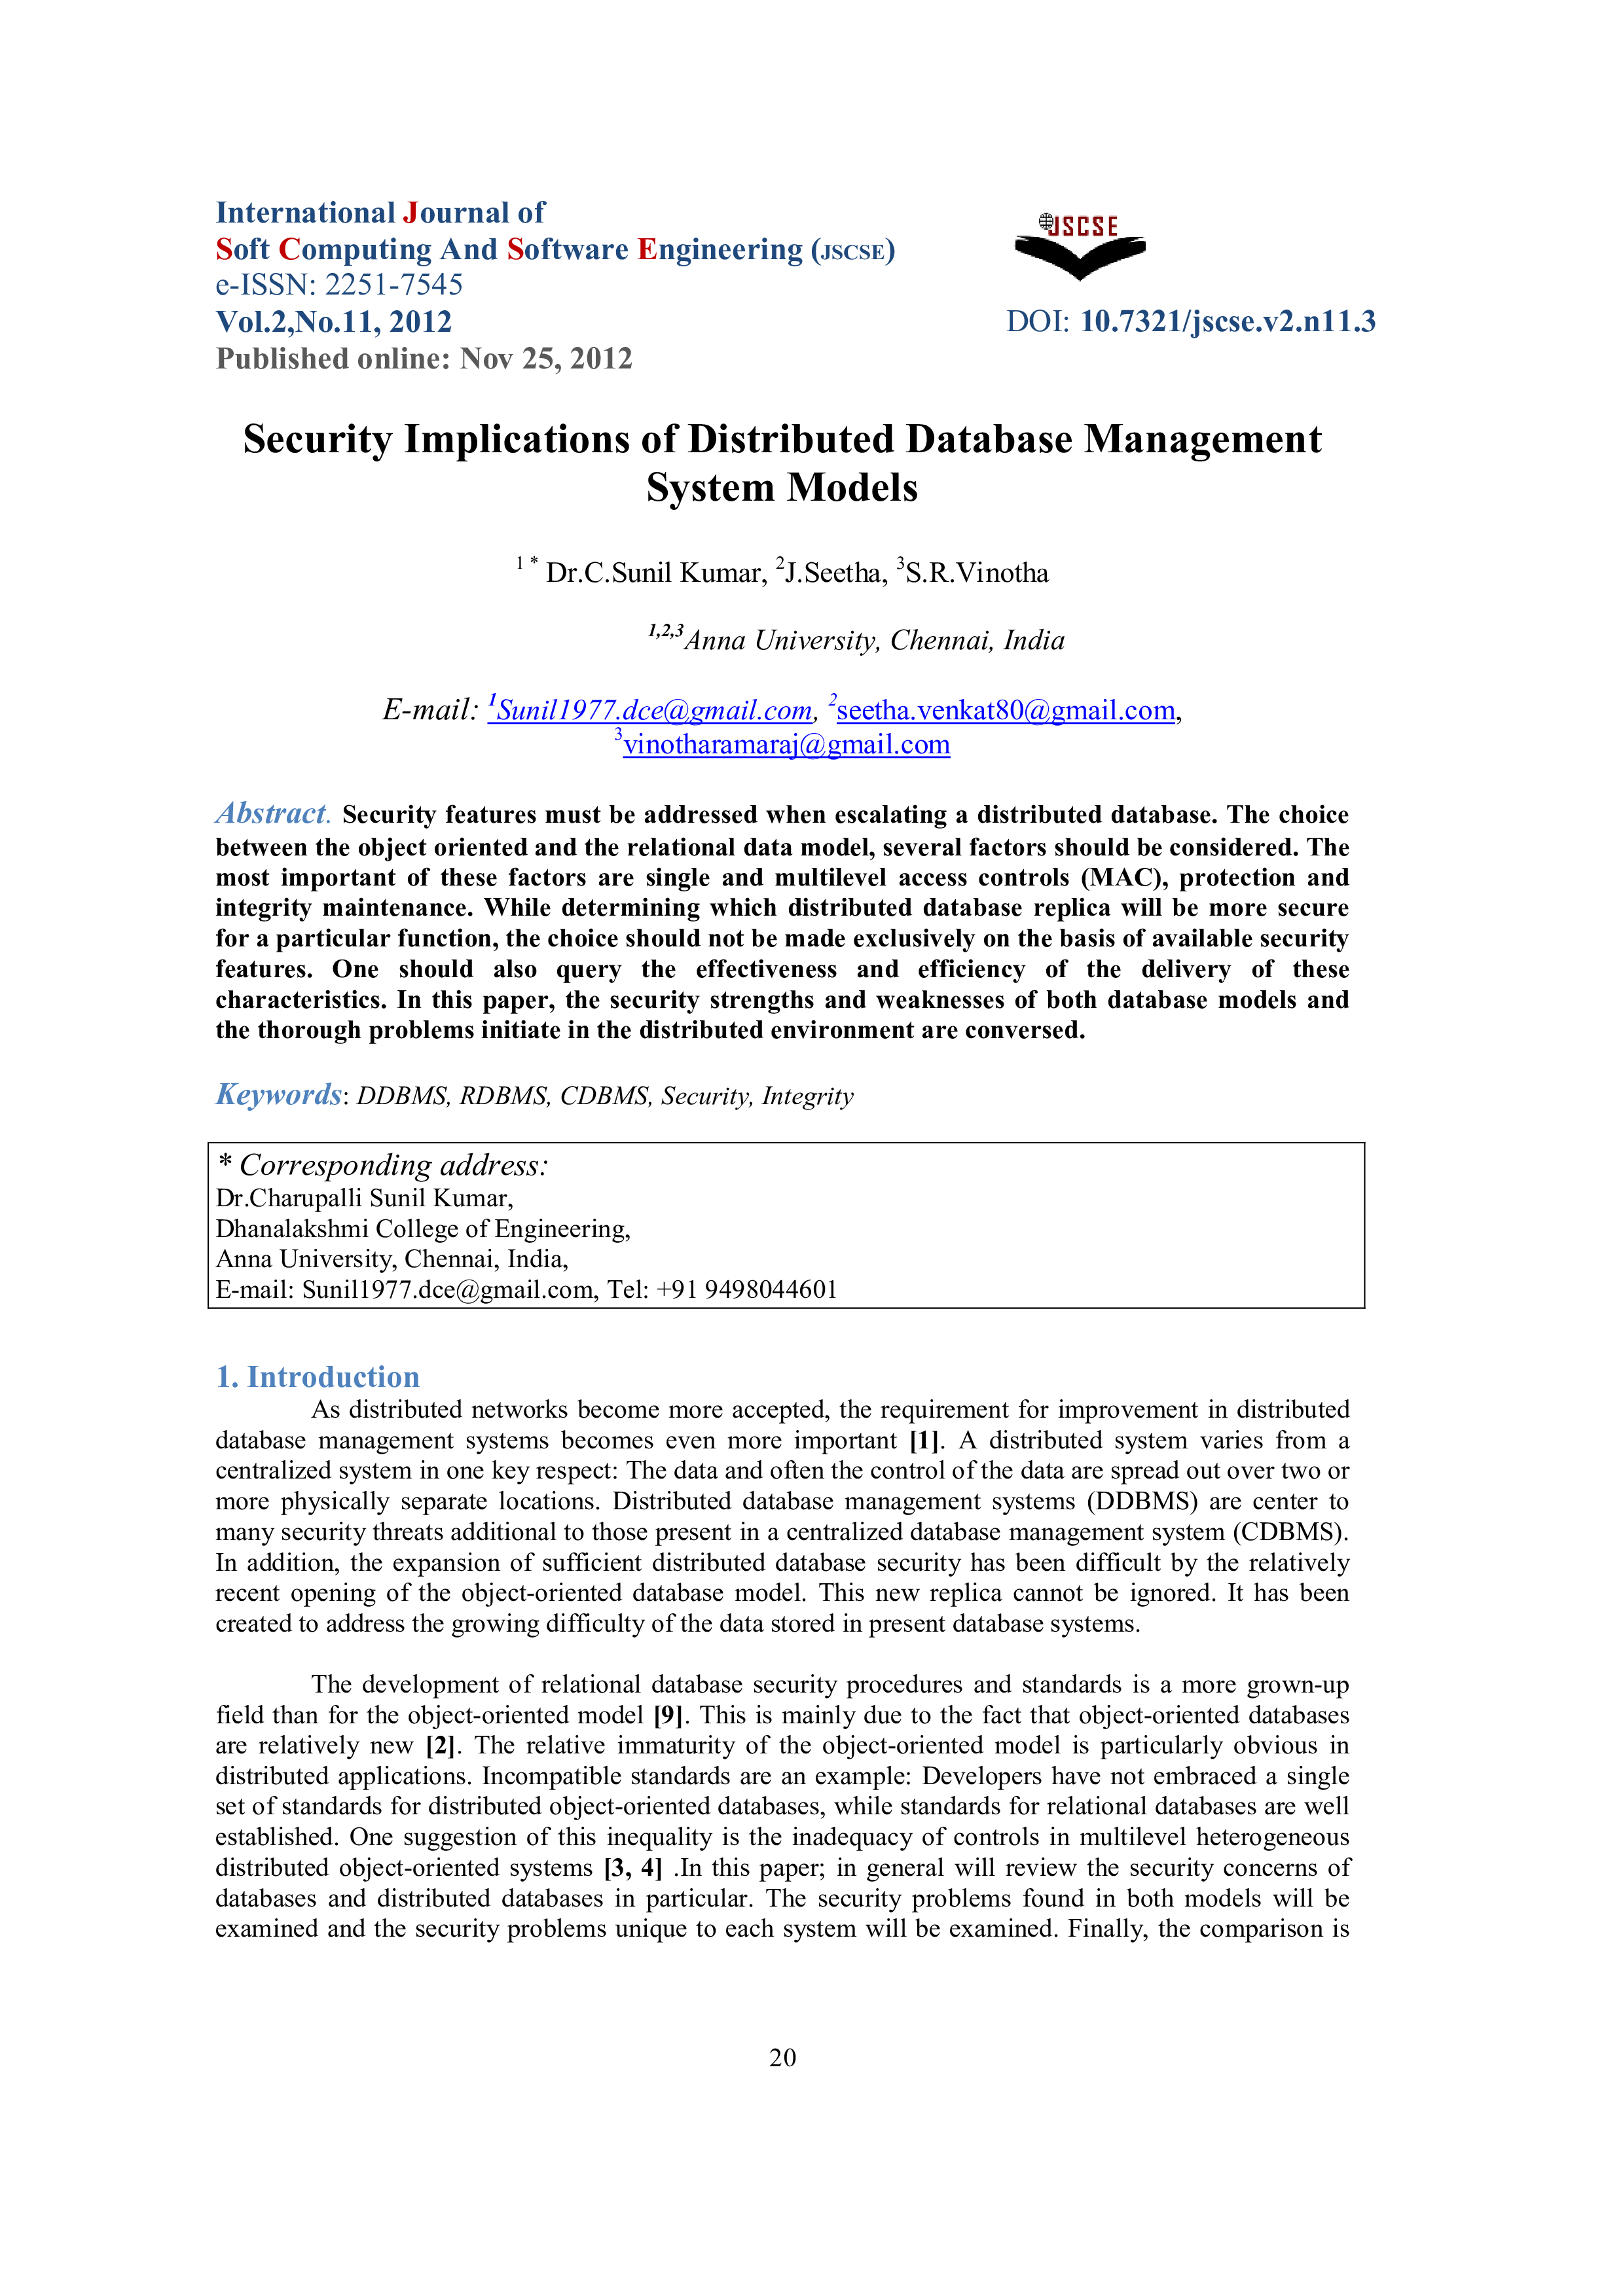 International Journal of
JSCSE
Soft Computing And Software Engineering (JSCSE)
e-ISSN: 2251-7545
Vol.2,No.11, 2012
DOI: 10.7321/jscse.v2.n11.3
Published online: Nov 25, 2012
Security Implications of Distributed Database Management
System Models
1 * Dr.C.Sunil Kumar, 2J.Seetha, 3S.R.Vinotha
1,2,3Anna University, Chennai, India
E-mail: 1Sunil1977.dce@gmail.com, 2seetha.venkat80@gmail.com,
3vinotharamaraj@gmail.com
Abstract. Security features must be addressed when escalating a distributed database. The choice
between the object oriented and the relational data model, several factors should be considered. The
most important of these factors are single and multilevel access controls (MAC), protection and
integrity maintenance. While determining which distributed database replica will be more secure
for a particular function, the choice should not be made exclusively on the basis of available security
features. One should also query the effectiveness and efficiency of the delivery of these
characteristics. In this paper, the security strengths and weaknesses of both database models and
the thorough problems initiate in the distributed environment are conversed.
Keywords: DDBMS, RDBMS, CDBMS, Security, Integrity
* Corresponding address:
Dr.Charupalli Sunil Kumar,
Dhanalakshmi College of Engineering,
Anna University, Chennai, India,
E-mail: Sunil1977.dce@gmail.com, Tel: +91 9498044601
1. Introduction
As distributed networks become more accepted, the requirement for improvement in distributed
database management systems becomes even more important [1]. A distributed system varies from a
centralized system in one key respect: The data and often the control of the data are spread out over two or
more physically separate locations. Distributed database management systems (DDBMS) are center to
many security threats additional to those present in a centralized database management system (CDBMS).
In addition, the expansion of sufficient distributed database security has been difficult by the relatively
recent opening of the object-oriented database model. This new replica cannot be ignored. It has been
created to address the growing difficulty of the data stored in present database systems.
The development of relational database security procedures and standards is a more grown-up
field than for the object-oriented model [9]. This is mainly due to the fact that object-oriented databases
are relatively new [2]. The relative immaturity of the object-oriented model is particularly obvious in
distributed applications. Incompatible standards are an example: Developers have not embraced a single
set of standards for distributed object-oriented databases, while standards for relational databases are well
established. One suggestion of this inequality is the inadequacy of controls in multilevel heterogeneous
distributed object-oriented systems [3, 4] .In this paper; in general will review the security concerns of
databases and distributed databases in particular. The security problems found in both models will be
examined and the security problems unique to each system will be examined. Finally, the comparison is
20